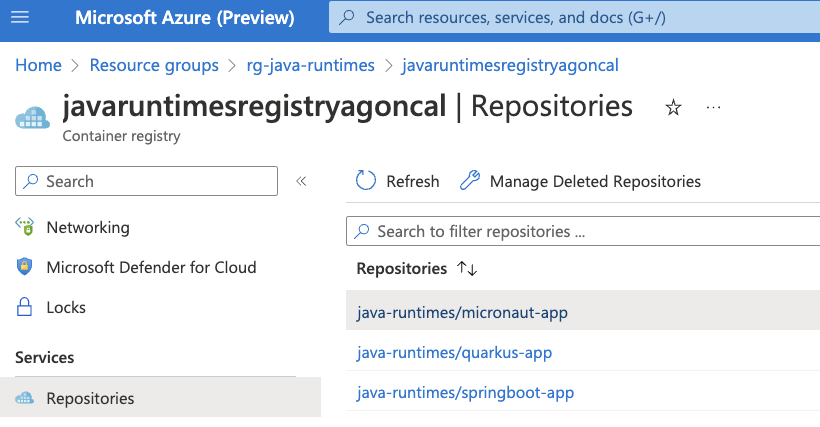 Microsoft Azure (Preview)
Search resources, services, and docs (G+/)
Home > Resource groups > rg-java-runtimes > javaruntimesregistryagoncal
javaruntimesregistryagoncal | Repositories
...
Container registry
Search
«
Refresh
Manage Deleted Repositories
Networking
Microsoft Defender for Cloud
Locks
Services
Repositories
Search to filter repositories ...
Repositories ↑↓
java-runtimes/micronaut-app
java-runtimes/quarkus-app
java-runtimes/springboot-app